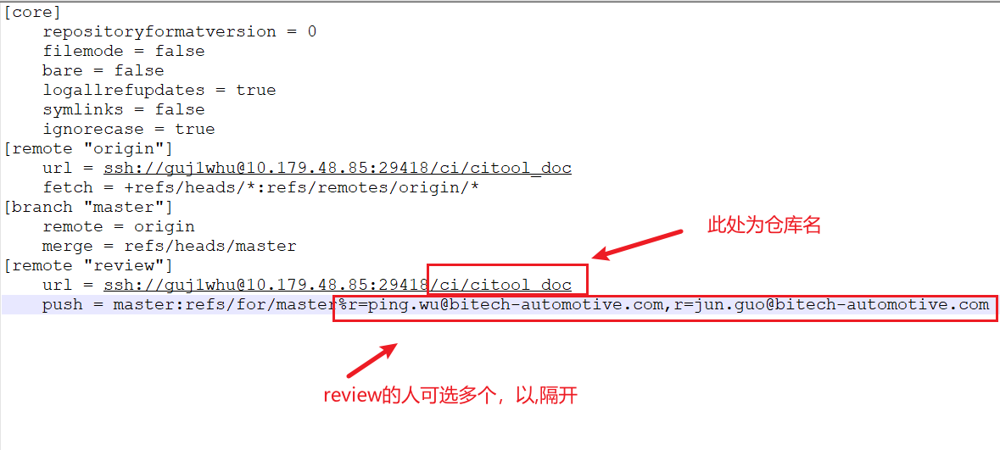 [core]
repositoryformatversion = 0
filemode = false
bare = false
logallrefupdates = true
symlinks = false
ignorecase = true
[remote "origin"]
url = ssh://guj1whu@10.179.48.85:29418/ci/citool_doc
fetch = +refs/heads/*:refs/remotes/origin/*
[branch "master"]
remote = origin
merge = refs/heads/master
[remote "review"]
url = ssh://guj1whu@10.179.48.85:29418/ci/citool_doc
push = master:refs/for/master%r=ping.wu@bitech-automotive.com,r=jun.guo@bitech-automotive.com
此处为仓库名
review的人可选多个，以,隔开